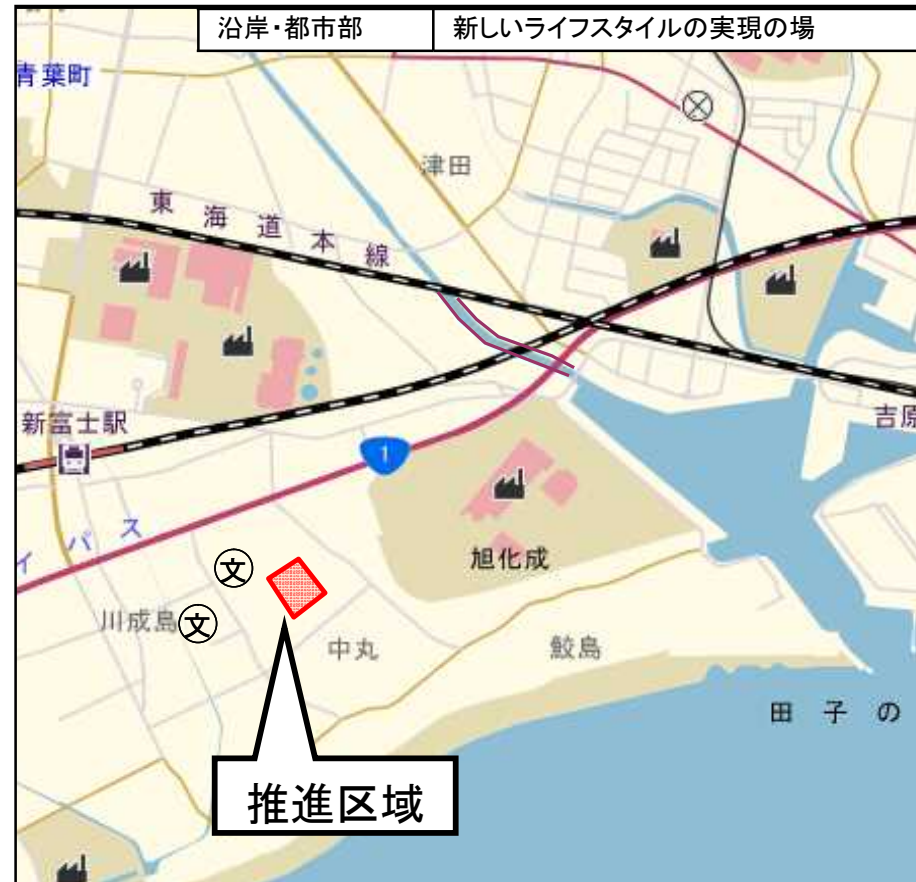 沿岸・都市部
新しいライフスタイルの実現の場
青葉町
津田
東海道本線
新富士駅
吉原
1
イパス
旭化成
文
川成島
文
中丸
鮫島
田子の
推進区域